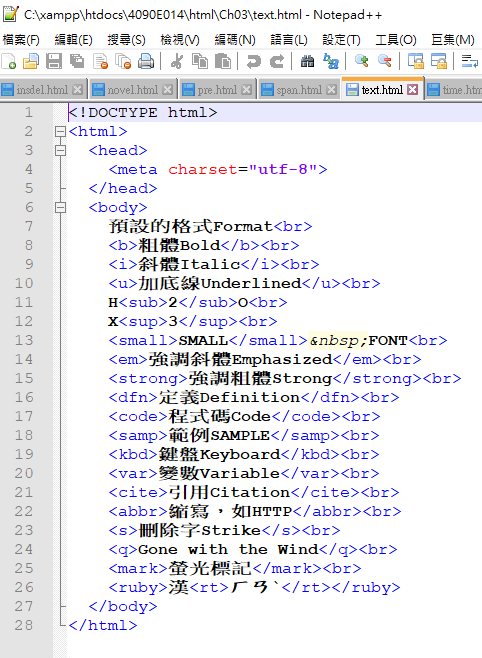 C:\xampp\htdocs\4090E014\html\Ch03\text.html - Notepad++
檔案(F) 編輯(E) 搜尋(S) 檢視(V) 編碼(N) 語言(L) 設定(T) 工具(O) 巨集(M)
insdel.html novel.html pre.html span.html text.html time.htm
1 <!DOCTYPE html>
2 <html>
3 <head>
4 <meta charset="utf-8">
5 </head>
6 <body>
7 預設的格式Format<br>
8 <b>粗體Bold</b><br>
9 <i>斜體Italic</i><br>
10 <u>加底線Underlined</u><br>
11 H<sub>2</sub>O<br>
12 X<sup>3</sup><br>
13 <small>SMALL</small>&nbsp;FONT<br>
14 <em>強調斜體Emphasized</em><br>
15 <strong>強調粗體Strong</strong><br>
16 <dfn>定義Definition</dfn><br>
17 <code>程式碼Code</code><br>
18 <samp>範例SAMPLE</samp><br>
19 <kbd>鍵盤Keyboard</kbd><br>
20 <var>變數Variable</var><br>
21 <cite>引用Citation</cite><br>
22 <abbr>縮寫，如HTTP</abbr><br>
23 <s>刪除字Strike</s><br>
24 <q>Gone with the Wind</q><br>
25 <mark>螢光標記</mark><br>
26 <ruby>漢<rt>ㄏㄢˋ</rt></ruby>
27 </body>
28 </html>